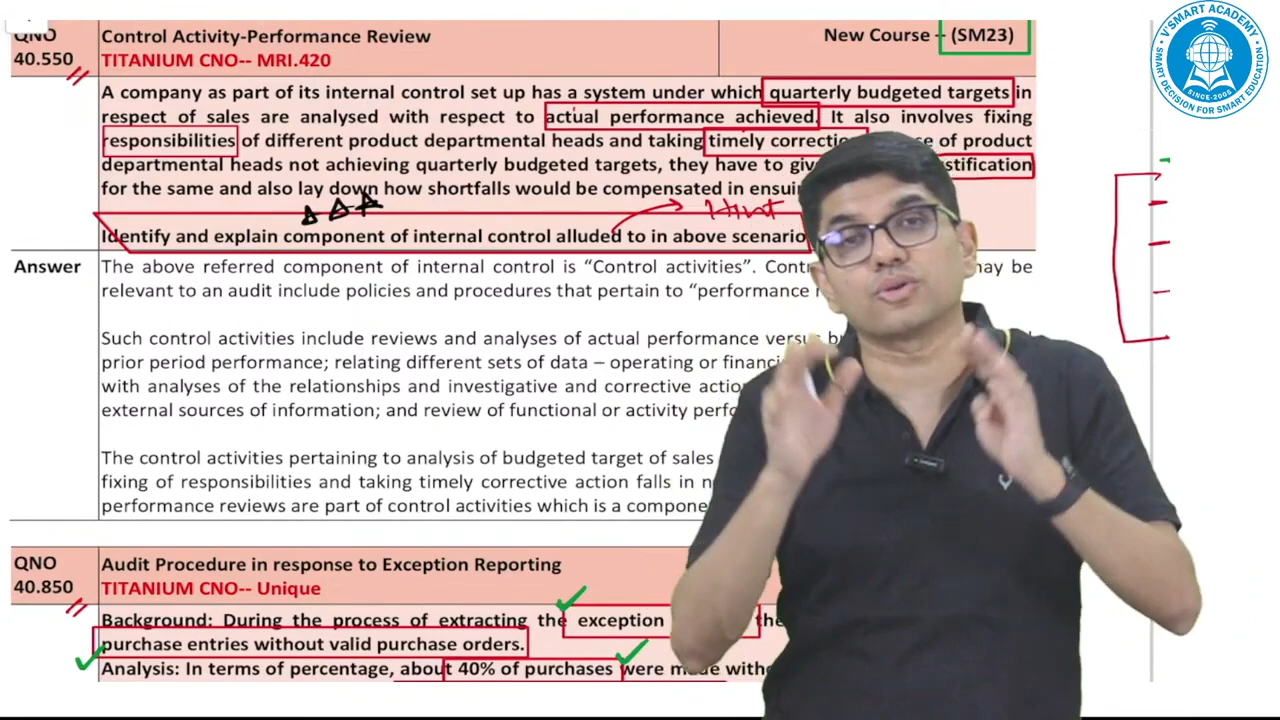 QNO
40.550
Control Activity-Performance Review
TITANIUM CNO-- MRI.420
New Course – (SM23)
A company as part of its internal control set up has a system under which quarterly budgeted targets in
respect of sales are analysed with respect to actual performance achieved. It also involves fixing
responsibilities of different product departmental heads and taking timely correction of product
departmental heads not achieving quarterly budgeted targets, they have to
for the same and also lay down how shortfalls would be compensated in
Hint
Identify and explain component of internal control alluded to in above scenario
Answer
The above referred component of internal control is “Control activities”. may be
relevant to an audit include policies and procedures that pertain to “performance
Such control activities include reviews and analyses of actual performance versus
prior period performance; relating different sets of data – operating or
with analyses of the relationships and investigative and corrective
external sources of information; and review of functional or activity
The control activities pertaining to analysis of budgeted target of sales
fixing of responsibilities and taking timely corrective action falls in
performance reviews are part of control activities which is a
QNO
40.850
Audit Procedure in response to Exception Reporting
TITANIUM CNO-- Unique
Background: During the process of extracting the exception
purchase entries without valid purchase orders.
Analysis: In terms of percentage, about 40% of purchases were made
V'SMART ACADEMY
SINCE-2005
SMART DECISION FOR SMART EDUCATION